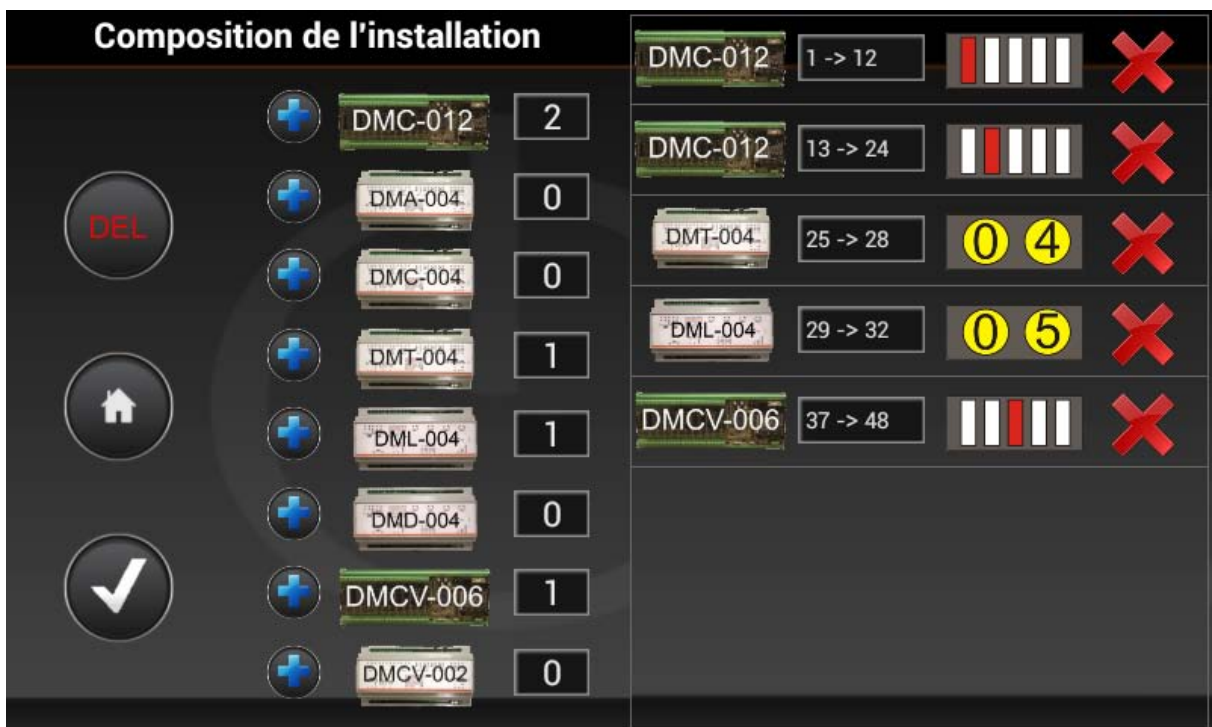 Composition de l'installation
DMC-012 2
DMA-004 0
DEL
DMC-004 0
DMT-004 1
DML-004 1
DMD-004 0
DMCV-006 1
DMCV-002 0
DMC-012 1 -> 12
DMC-012 13 -> 24
DMT-004 25 -> 28 0 4
DML-004 29 -> 32 0 5
DMCV-006 37 -> 48